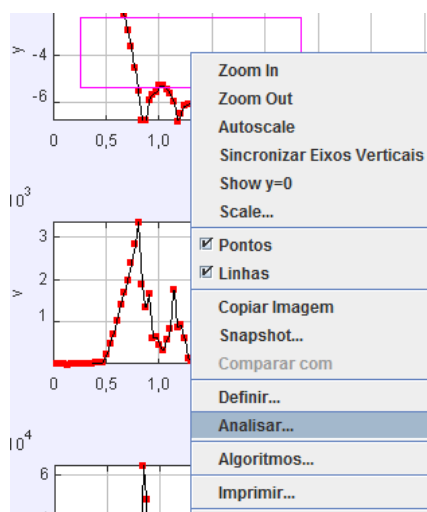 y
-4
-6
0 0,5 1,0
10³
3
v
1
0 0,5 1,0
10⁴
6
Zoom In
Zoom Out
Autoscale
Sincronizar Eixos Verticais
Show y=0
Scale...
Pontos
Linhas
Copiar Imagem
Snapshot...
Comparar com
Definir...
Analisar...
Algoritmos...
Imprimir...